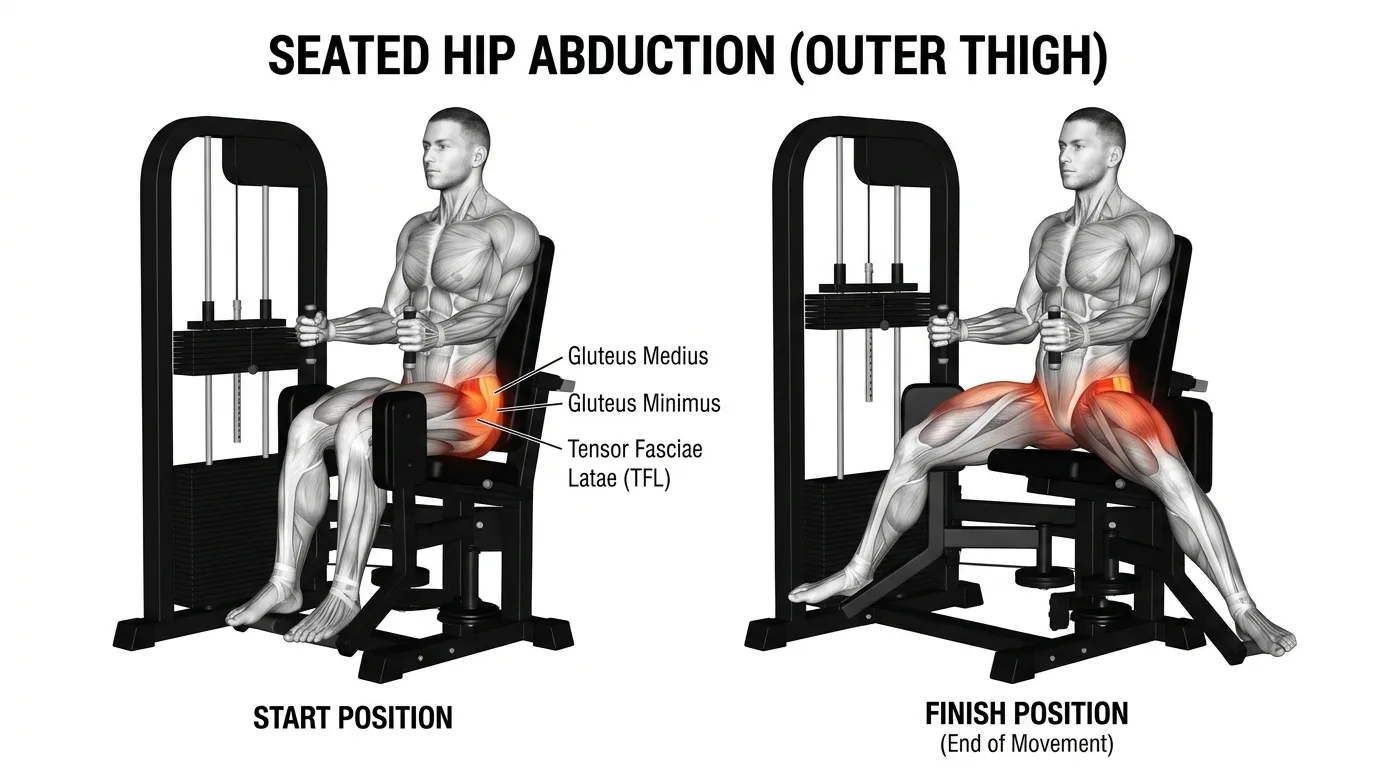 SEATED HIP ABDUCTION (OUTER THIGH)
Gluteus Medius
Gluteus Minimus
Tensor Fasciae
Latae (TFL)
START POSITION
FINISH POSITION
(End of Movement)